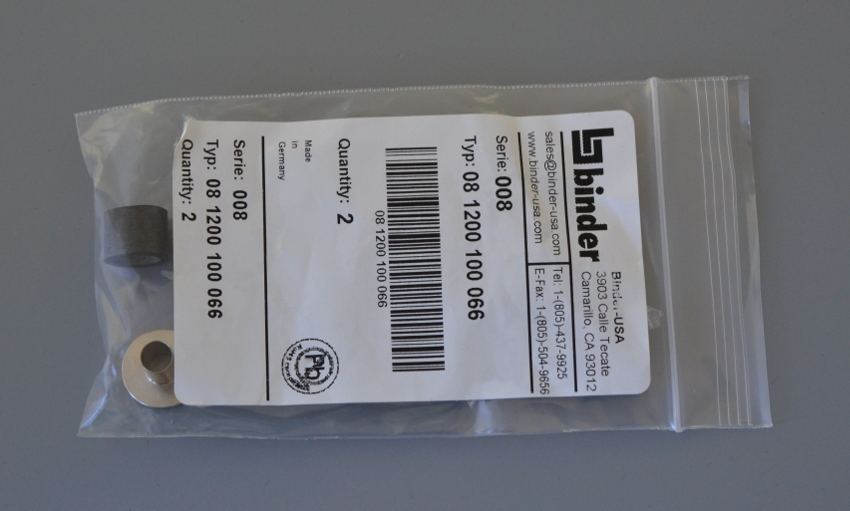 binder
Binder-USA
3903 Calle Tecate
Camarillo, CA 93012
sales@binder-usa.com
www.binder-usa.com
Tel: 1-(805)-437-9925
E-Fax: 1-(805)-504-9656
Serie: 008
Typ: 08 1200 100 066
08 1200 100 066
Quantity: 2
Made
in
Germany
Pb
Serie: 008
Typ: 08 1200 100 066
Quantity: 2